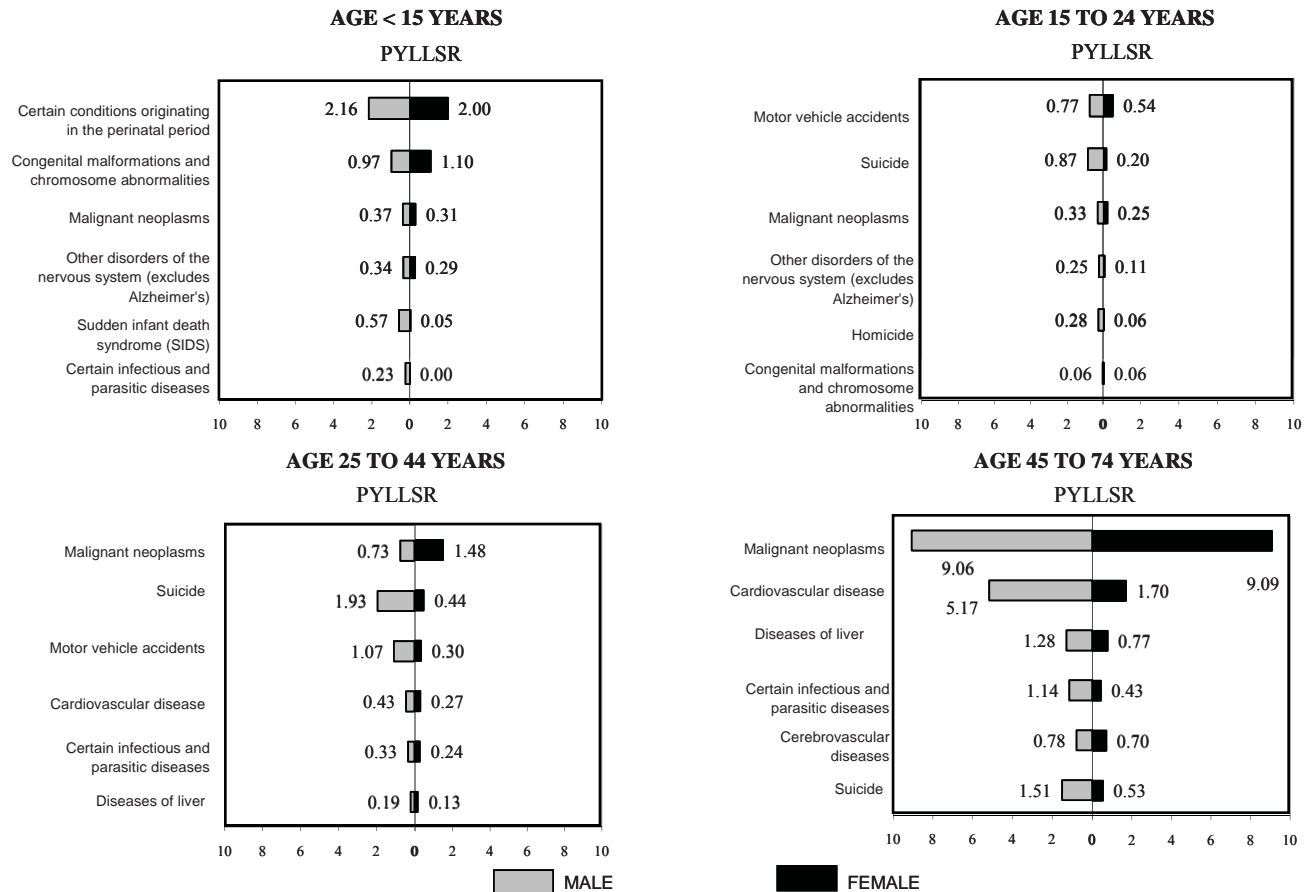 AGE < 15 YEARS
PYLLSR
Certain conditions originating
in the perinatal period
2.16 2.00
Congenital malformations and
chromosome abnormalities
0.97 1.10
Malignant neoplasms
0.37 0.31
Other disorders of the
nervous system (excludes
Alzheimer's)
0.34 0.29
Sudden infant death
syndrome (SIDS)
0.57 0.05
Certain infectious and
parasitic diseases
0.23 0.00
10 8 6 4 2 0 2 4 6 8 10
AGE 15 TO 24 YEARS
PYLLSR
Motor vehicle accidents
0.77 0.54
Suicide
0.87 0.20
Malignant neoplasms
0.33 0.25
Other disorders of the
nervous system (excludes
Alzheimer's)
0.25 0.11
Homicide
0.28 0.06
Congenital malformations
and chromosome
abnormalities
0.06 0.06
10 8 6 4 2 0 2 4 6 8 10
AGE 25 TO 44 YEARS
PYLLSR
Malignant neoplasms
0.73 1.48
Suicide
1.93 0.44
Motor vehicle accidents
1.07 0.30
Cardiovascular disease
0.43 0.27
Certain infectious and
parasitic diseases
0.33 0.24
Diseases of liver
0.19 0.13
10 8 6 4 2 0 2 4 6 8 10
AGE 45 TO 74 YEARS
PYLLSR
Malignant neoplasms
9.06 9.09
Cardiovascular disease
5.17 1.70
Diseases of liver
1.28 0.77
Certain infectious and
parasitic diseases
1.14 0.43
Cerebrovascular
diseases
0.78 0.70
Suicide
1.51 0.53
10 8 6 4 2 0 2 4 6 8 10
MALE
FEMALE